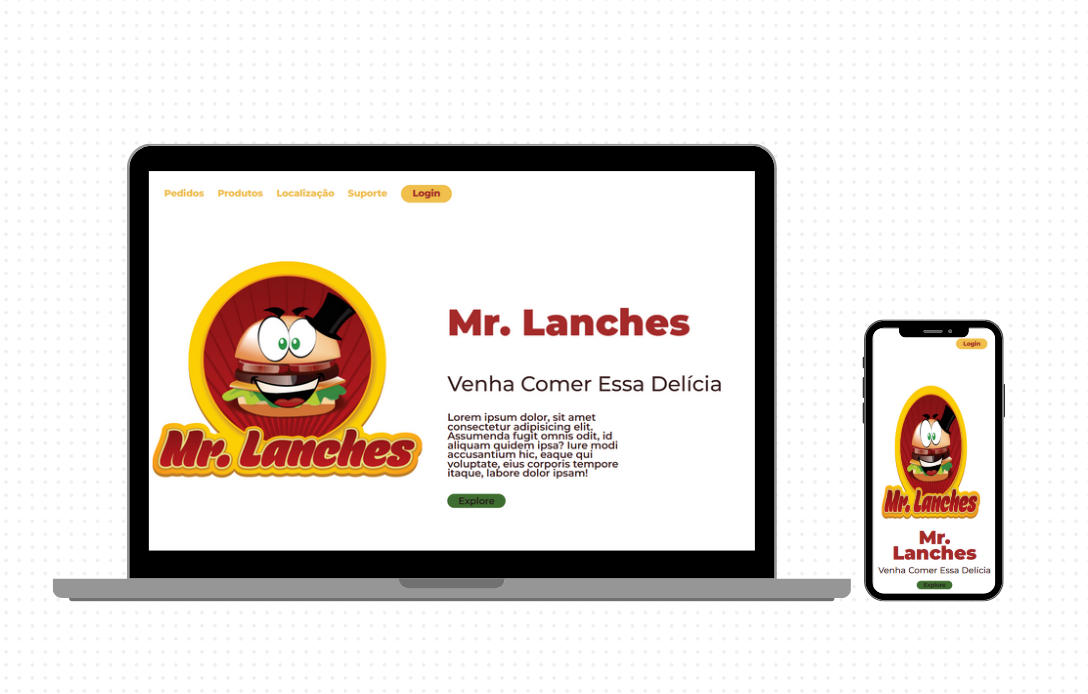 Pedidos Produtos Localização Suporte Login
Mr. Lanches
Mr. Lanches
Venha Comer Essa Delícia
Lorem ipsum dolor, sit amet
consectetur adipisicing elit.
Assumenda fugit omnis odit, id
aliquam quidem ipsa? Iure modi
accusantium hic, eaque qui
voluptate, eius corporis tempore
itaque, labore dolor ipsam!
Explore
Login
Mr. Lanches
Mr.
Lanches
Venha Comer Essa Delícia
Explore